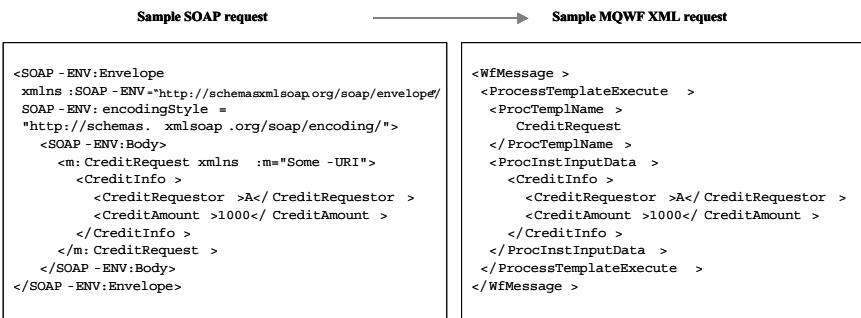 Sample SOAP request
Sample MQWF XML request
<SOAP -ENV:Envelope
xmlns :SOAP -ENV ="http://schemasxmlsoap.org/soap/envelope/
SOAP -ENV: encodingStyle =
"http://schemas. xmlsoap .org/soap/encoding/">
<SOAP -ENV:Body>
<m: CreditRequest xmlns :m="Some -URI">
<CreditInfo >
<CreditRequestor >A</ CreditRequestor >
<CreditAmount >1000</ CreditAmount >
</CreditInfo >
</m: CreditRequest >
</SOAP -ENV:Body>
</SOAP -ENV:Envelope>
<WfMessage >
<ProcessTemplateExecute >
<ProcTemplName >
CreditRequest
</ProcTemplName >
<ProcInstInputData >
<CreditInfo >
<CreditRequestor >A</ CreditRequestor >
<CreditAmount >1000</ CreditAmount >
</CreditInfo >
</ProcInstInputData >
</ProcessTemplateExecute >
</WfMessage >